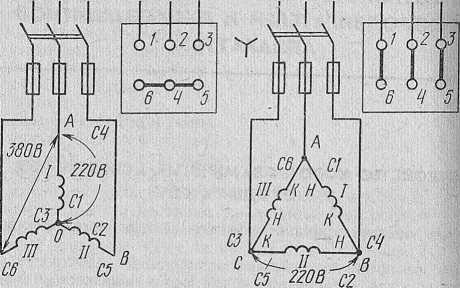 1 2 3
6 4 5
1 2 3
6 4 5
A C4
380В
220В
I
C1
C3
O
C2
III
II
C6
C5
B
A
C6 C1
III K H I
H K
C3 K H C4
C II B
220В
C5 C2